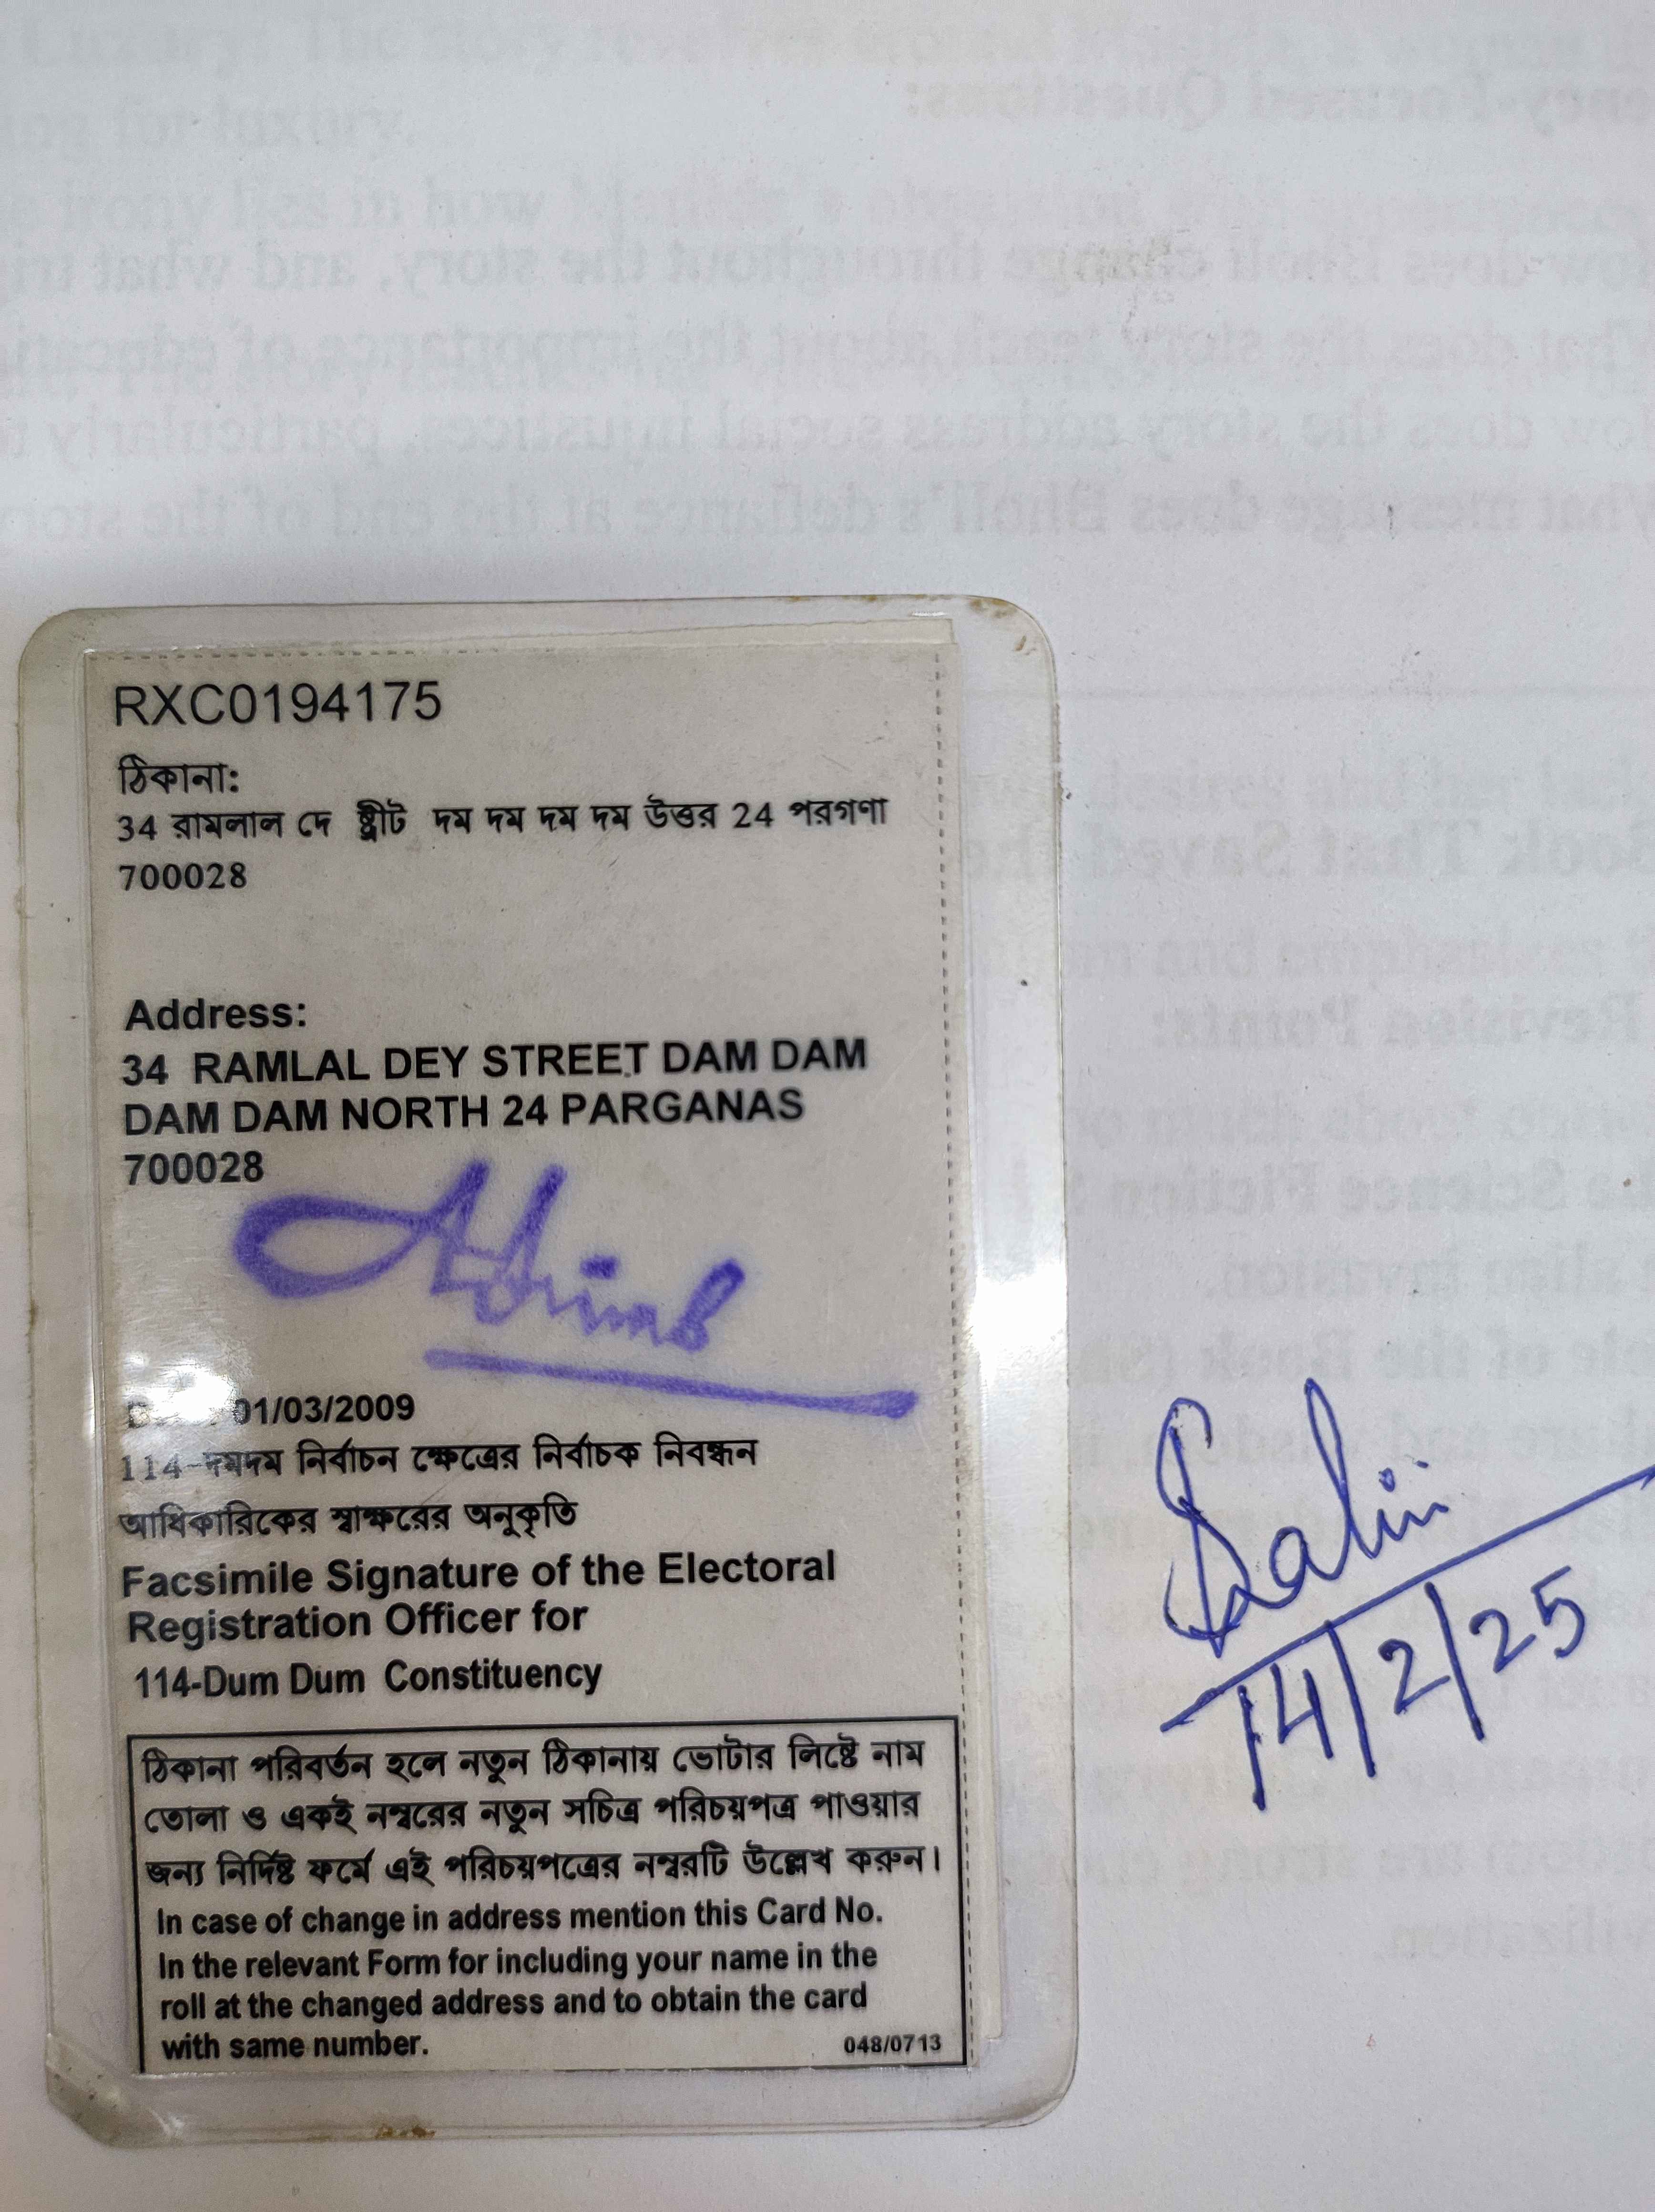 RXC0194175
ঠিকানা:
34 রামলাল দে ষ্ট্রীট দম দম দম দম উত্তর 24 পরগণা
700028
Address:
34 RAMLAL DEY STREET DAM DAM
DAM DAM NORTH 24 PARGANAS
700028
01/03/2009
114-দমদম নির্বাচন ক্ষেত্রের নির্বাচক নিবন্ধন
আধিকারিকের স্বাক্ষরের অনুকৃতি
Facsimile Signature of the Electoral
Registration Officer for
114-Dum Dum Constituency
ঠিকানা পরিবর্তন হলে নতুন ঠিকানায় ভোটার লিষ্টে নাম
তোলা ও একই নম্বরের নতুন সচিত্র পরিচয়পত্র পাওয়ার
জন্য নির্দিষ্ট ফর্মে এই পরিচয়পত্রের নম্বরটি উল্লেখ করুন।
In case of change in address mention this Card No.
In the relevant Form for including your name in the
roll at the changed address and to obtain the card
with same number.
048/0713
14/2/25